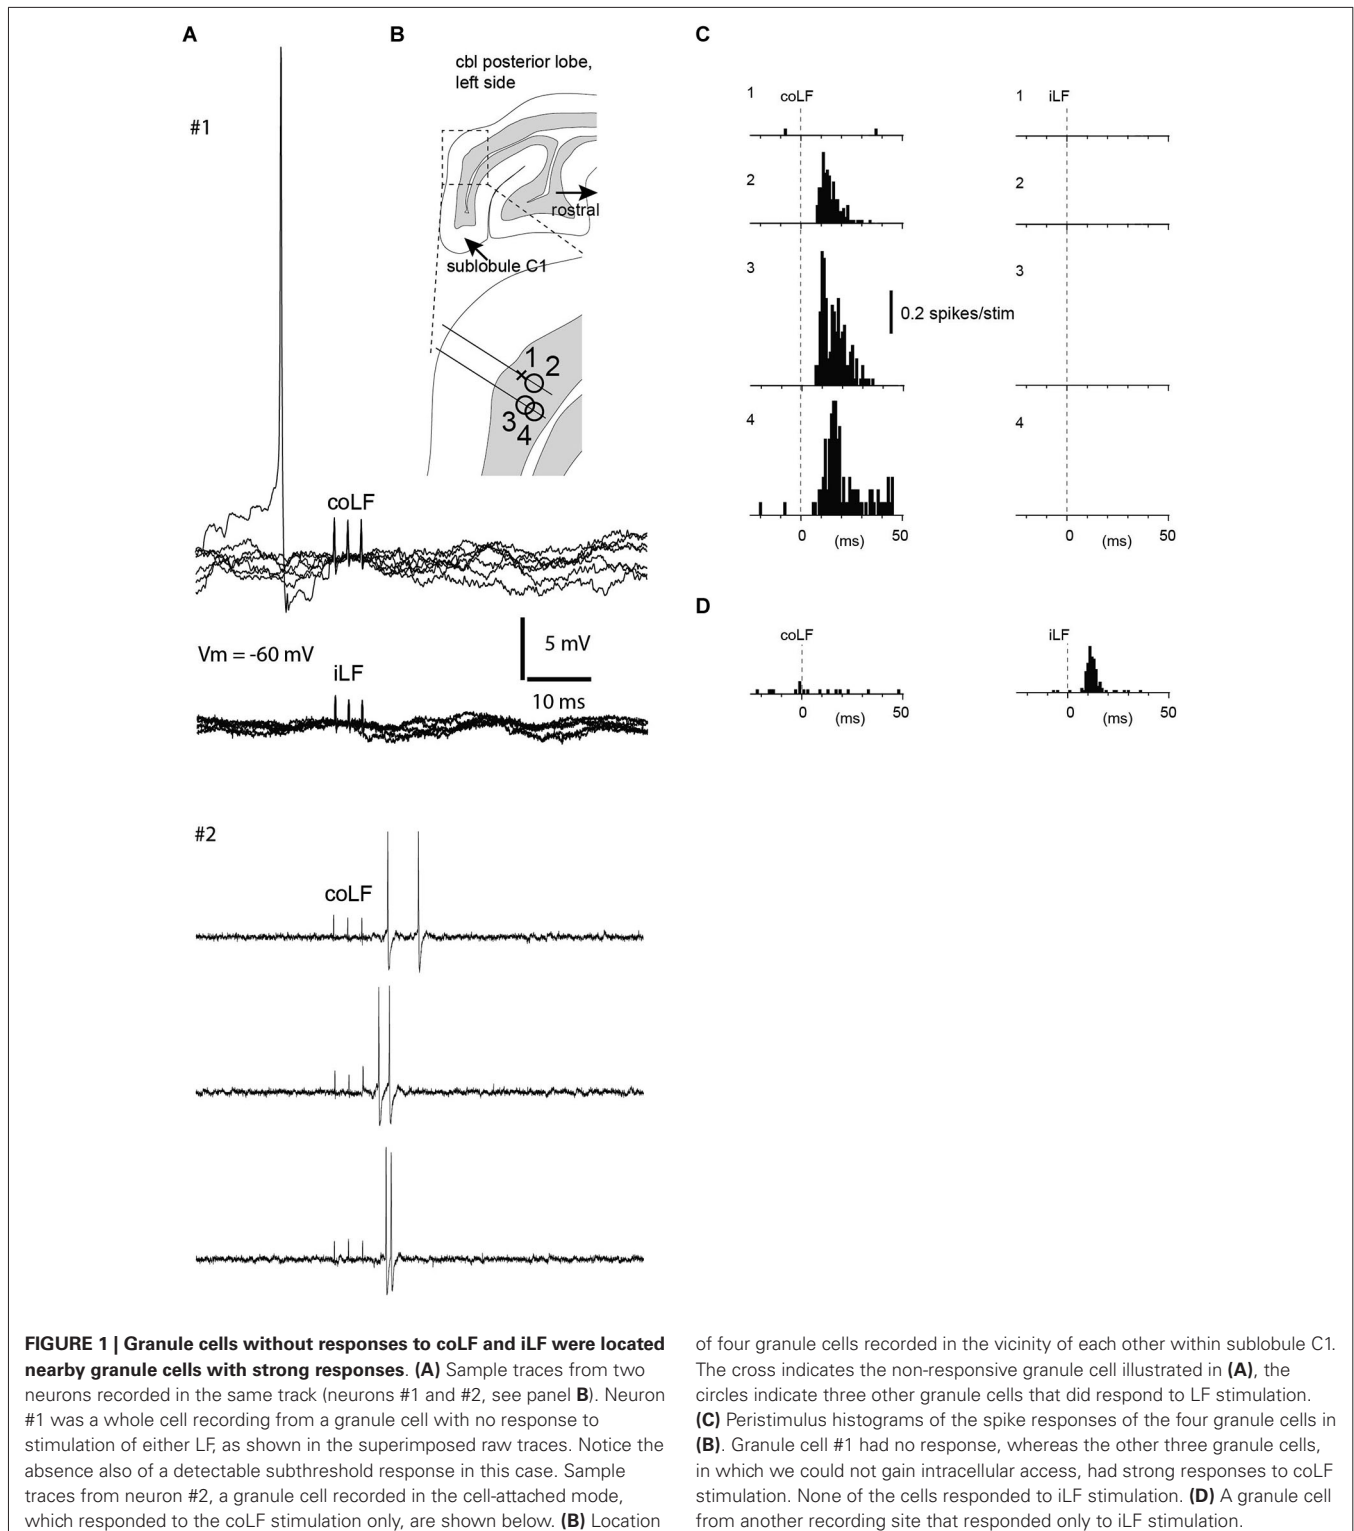 A
#1
coLF
Vm = -60 mV
5 mV
10 ms
iLF
#2
coLF
B
cbl posterior lobe,
left side
rostral
sublobule C1
1
2
3
4
C
1 coLF
1 iLF
2
2
3
3
0.2 spikes/stim
4
4
0 (ms) 50
0 (ms) 50
D
coLF
iLF
0 (ms) 50
0 (ms) 50
FIGURE 1 | Granule cells without responses to coLF and iLF were located
nearby granule cells with strong responses. (A) Sample traces from two
neurons recorded in the same track (neurons #1 and #2, see panel B). Neuron
#1 was a whole cell recording from a granule cell with no response to
stimulation of either LF, as shown in the superimposed raw traces. Notice the
absence also of a detectable subthreshold response in this case. Sample
traces from neuron #2, a granule cell recorded in the cell-attached mode,
which responded to the coLF stimulation only, are shown below. (B) Location
of four granule cells recorded in the vicinity of each other within sublobule C1.
The cross indicates the non-responsive granule cell illustrated in (A), the
circles indicate three other granule cells that did respond to LF stimulation.
(C) Peristimulus histograms of the spike responses of the four granule cells in
(B). Granule cell #1 had no response, whereas the other three granule cells,
in which we could not gain intracellular access, had strong responses to coLF
stimulation. None of the cells responded to iLF stimulation. (D) A granule cell
from another recording site that responded only to iLF stimulation.